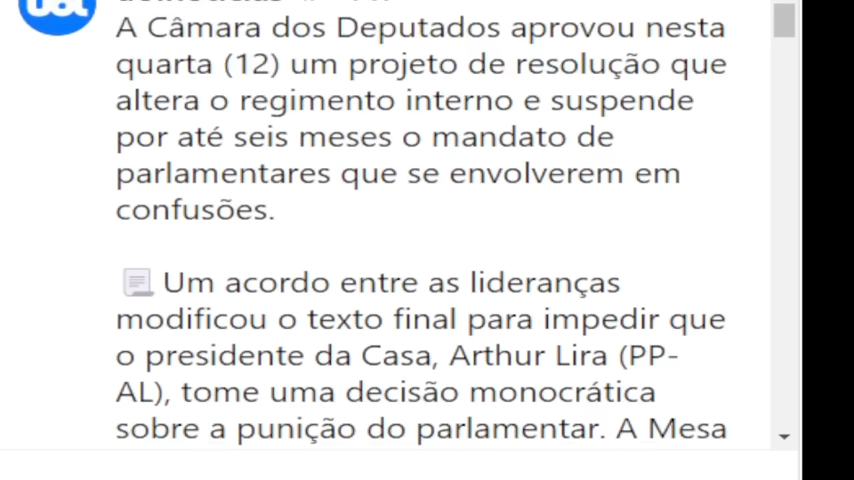 A Câmara dos Deputados aprovou nesta
quarta (12) um projeto de resolução que
altera o regimento interno e suspende
por até seis meses o mandato de
parlamentares que se envolverem em
confusões.
Um acordo entre as lideranças
modificou o texto final para impedir que
o presidente da Casa, Arthur Lira (PP-
AL), tome uma decisão monocrática
sobre a punição do parlamentar. A Mesa